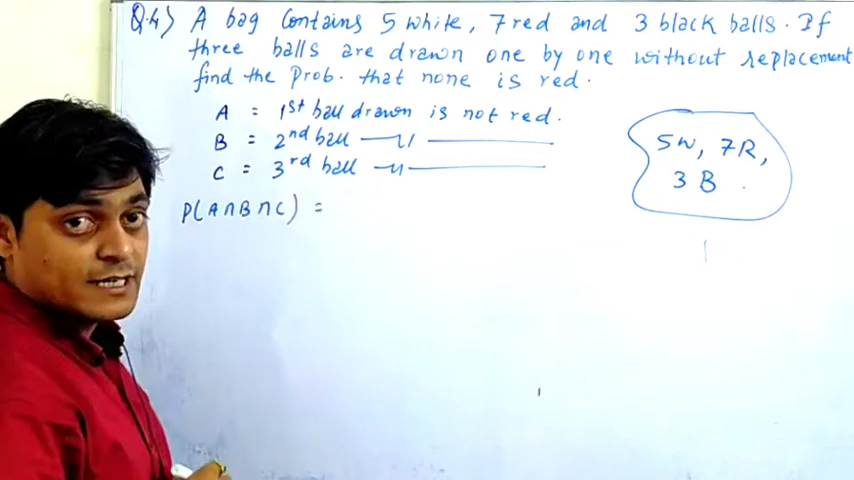 Q.4) A bag contains 5 white, 7 red and 3 black balls. If
three balls are drawn one by one without replacement
find the Prob. that none is red.
A = 1st ball drawn is not red.
B = 2nd ball —〃—
C = 3rd ball —〃—
P(A∩B∩C) =
5W, 7R,
3 B